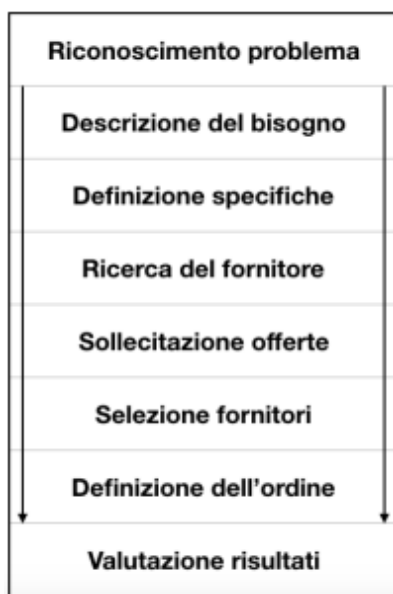 Riconoscimento problema
Descrizione del bisogno
Definizione specifiche
Ricerca del fornitore
Sollecitazione offerte
Selezione fornitori
Definizione dell'ordine
Valutazione risultati